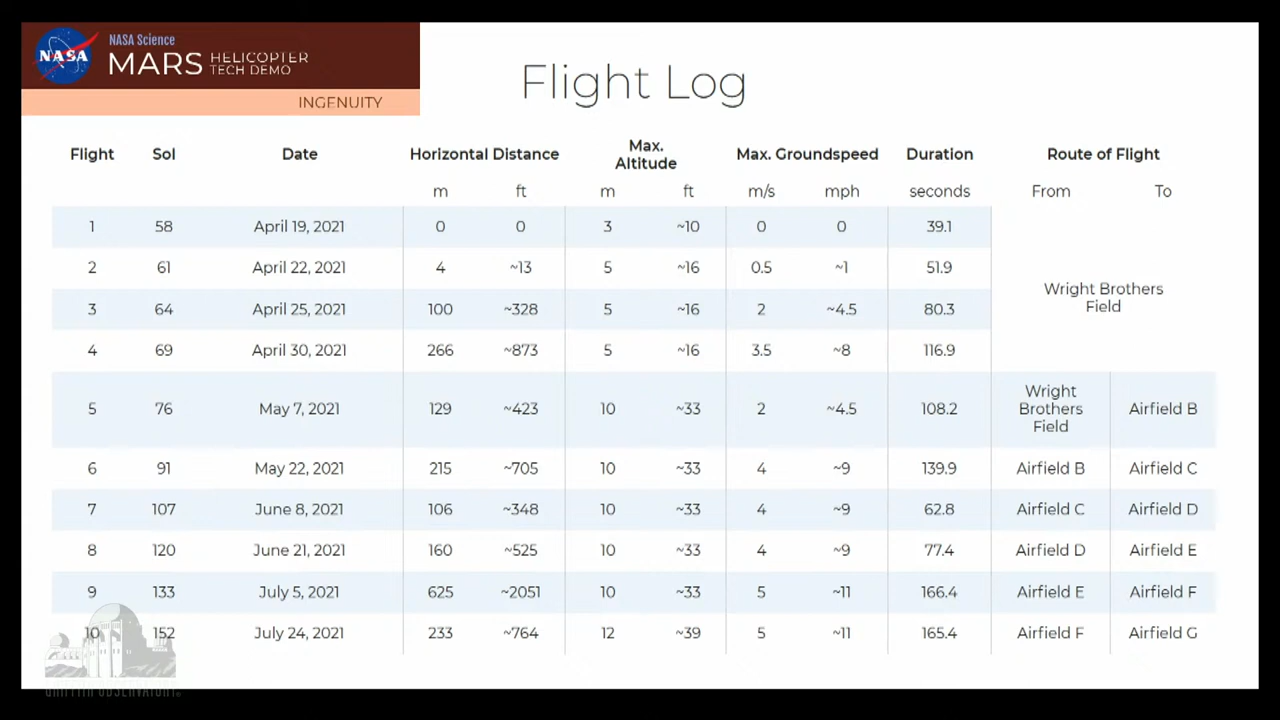 NASA
NASA Science
MARS HELICOPTER
TECH DEMO
INGENUITY
Flight Log
Flight Sol Date Horizontal Distance Max. Altitude Max. Groundspeed Duration Route of Flight
m ft m ft m/s mph seconds From To
1 58 April 19, 2021 0 0 3 ~10 0 0 39.1
2 61 April 22, 2021 4 ~13 5 ~16 0.5 ~1 51.9
Wright Brothers
Field
3 64 April 25, 2021 100 ~328 5 ~16 2 ~4.5 80.3
4 69 April 30, 2021 266 ~873 5 ~16 3.5 ~8 116.9
5 76 May 7, 2021 129 ~423 10 ~33 2 ~4.5 108.2 Wright Brothers Field Airfield B
6 91 May 22, 2021 215 ~705 10 ~33 4 ~9 139.9 Airfield B Airfield C
7 107 June 8, 2021 106 ~348 10 ~33 4 ~9 62.8 Airfield C Airfield D
8 120 June 21, 2021 160 ~525 10 ~33 4 ~9 77.4 Airfield D Airfield E
9 133 July 5, 2021 625 ~2051 10 ~33 5 ~11 166.4 Airfield E Airfield F
10 152 July 24, 2021 233 ~764 12 ~39 5 ~11 165.4 Airfield F Airfield G
GRIFFITH OBSERVATORY